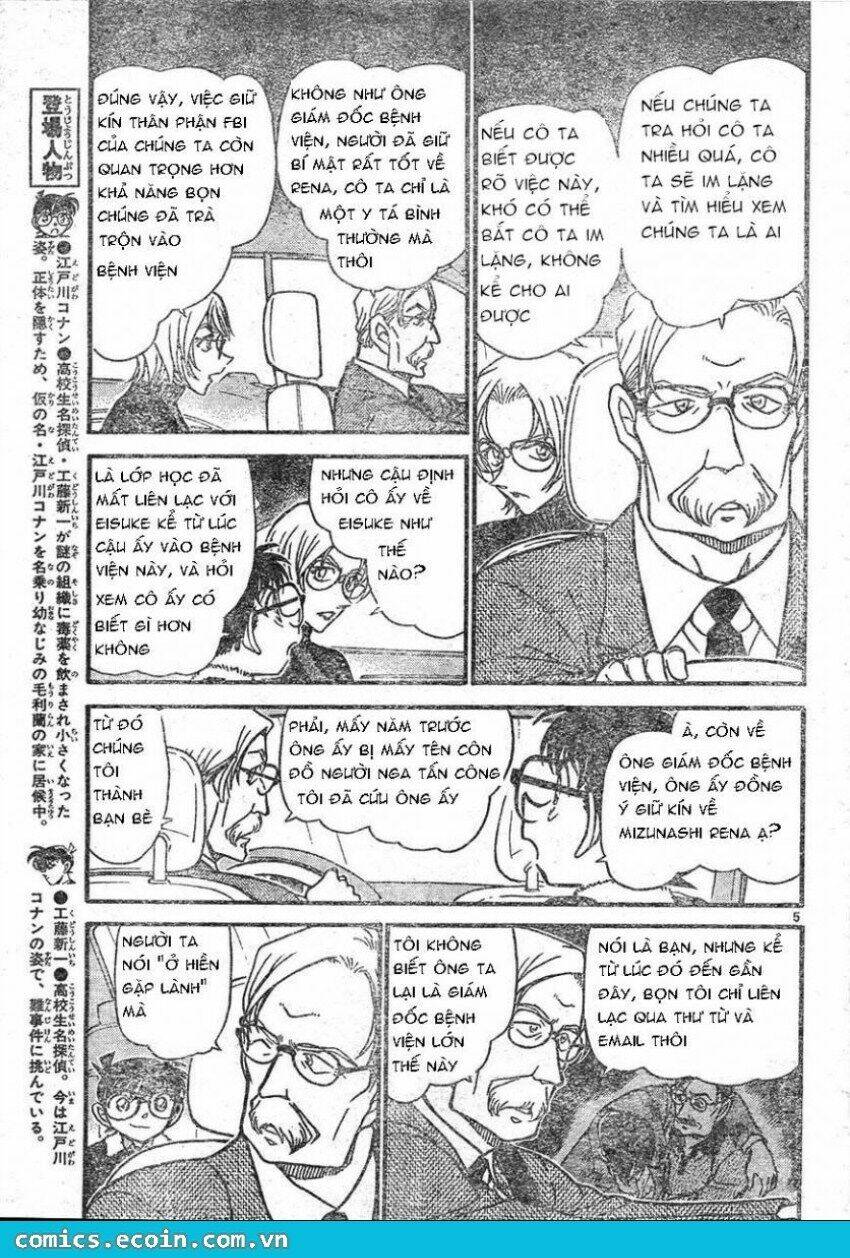 NẾU CHÚNG TA
TRA HỎI CÔ TA
NHIỀU QUÁ, CÔ
TA SẼ IM LẶNG
VÀ TÌM HIỂU XEM
CHÚNG TA LÀ AI
NẾU CÔ TA
BIẾT ĐƯỢC
RÕ VIỆC NÀY,
KHÓ CÓ THỂ
BẮT CÔ TA IM
LẶNG, KHÔNG
KỂ CHO AI
ĐƯỢC
KHÔNG NHƯ ÔNG
GIÁM ĐỐC BỆNH
VIỆN, NGƯỜI ĐÃ GIỮ
BÍ MẬT RẤT TỐT VỀ
RENA, CÔ TA CHỈ LÀ
MỘT Y TÁ BÌNH
THƯỜNG MÀ
THÔI
ĐÚNG VẬY, VIỆC GIỮ
KÍN THÂN PHẬN FBI
CỦA CHÚNG TA CÒN
QUAN TRỌNG HƠN
KHẢ NĂNG BỌN
CHÚNG ĐÃ TRÀ
TRỘN VÀO
BỆNH VIỆN
NHƯNG CẬU ĐỊNH
HỎI CÔ ẤY VỀ
EISUKE NHƯ
THẾ
NÀO?
LÀ LỚP HỌC ĐÃ
MẤT LIÊN LẠC VỚI
EISUKE KỂ TỪ LÚC
CẬU ẤY VÀO BỆNH
VIỆN NÀY, VÀ HỎI
XEM CÔ ẤY CÓ
BIẾT GÌ HƠN
KHÔNG
À, CÒN VỀ
ÔNG GIÁM ĐỐC BỆNH
VIỆN, ÔNG ẤY ĐỒNG
Ý GIỮ KÍN VỀ
MIZUNASHI RENA Ạ?
PHẢI, MẤY NĂM TRƯỚC
ÔNG ẤY BỊ MẤY TÊN CÔN
ĐỒ NGƯỜI NGA TẤN CÔNG
TÔI ĐÃ CỨU ÔNG ẤY
TỪ ĐÓ
CHÚNG
TÔI
THÀNH
BẠN BÈ
5
NÓI LÀ BẠN, NHƯNG KỂ
TỪ LÚC ĐÓ ĐẾN GẦN
ĐÂY, BỌN TÔI CHỈ LIÊN
LẠC QUA THƯ TỪ VÀ
EMAIL THÔI
TÔI KHÔNG
BIẾT ÔNG TA
LẠI LÀ GIÁM
ĐỐC BỆNH
VIỆN LỚN
THẾ NÀY
NGƯỜI TA
NÓI "Ở HIỀN
GẶP LÀNH"
MÀ
登場人物
とうじょうじんぶつ
江戸川コナン 高校生名探偵・工藤新一が謎の組織に毒薬を飲まされ小さくなった
姿。正体を隠すため、仮の名・江戸川コナンを名乗り幼なじみの毛利蘭の家に居候中。
工藤新一 高校生名探偵。今は江戸川
コナンの姿で、難事件に挑んでいる。
comics.ecoin.com.vn